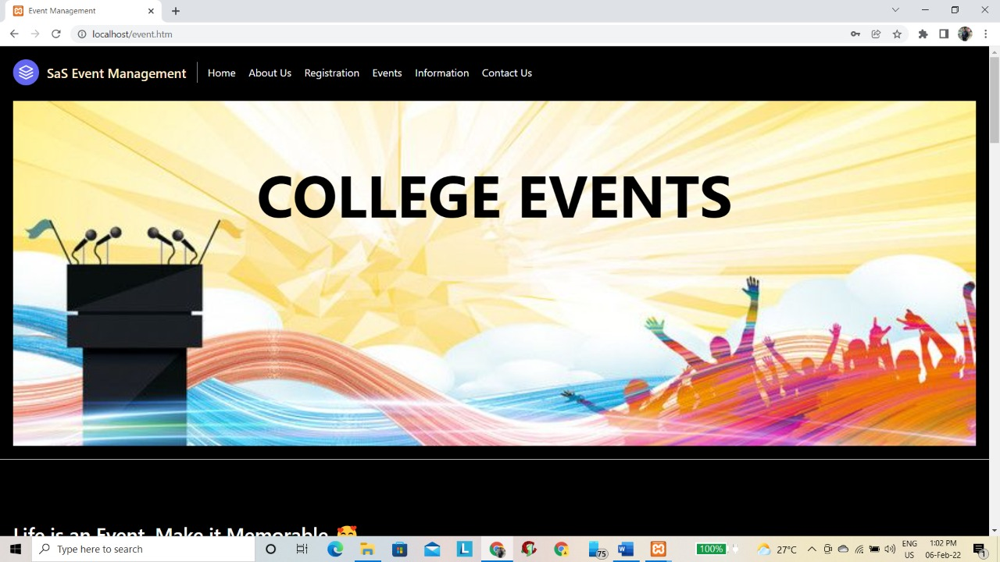 Event Management
localhost/event.htm
SaS Event Management Home About Us Registration Events Information Contact Us
COLLEGE EVENTS
Life is an Event, Make it Memorable 🥰
Type here to search
L
75
W
100%
27°C
ENG
US
1:02 PM
06-Feb-22
1